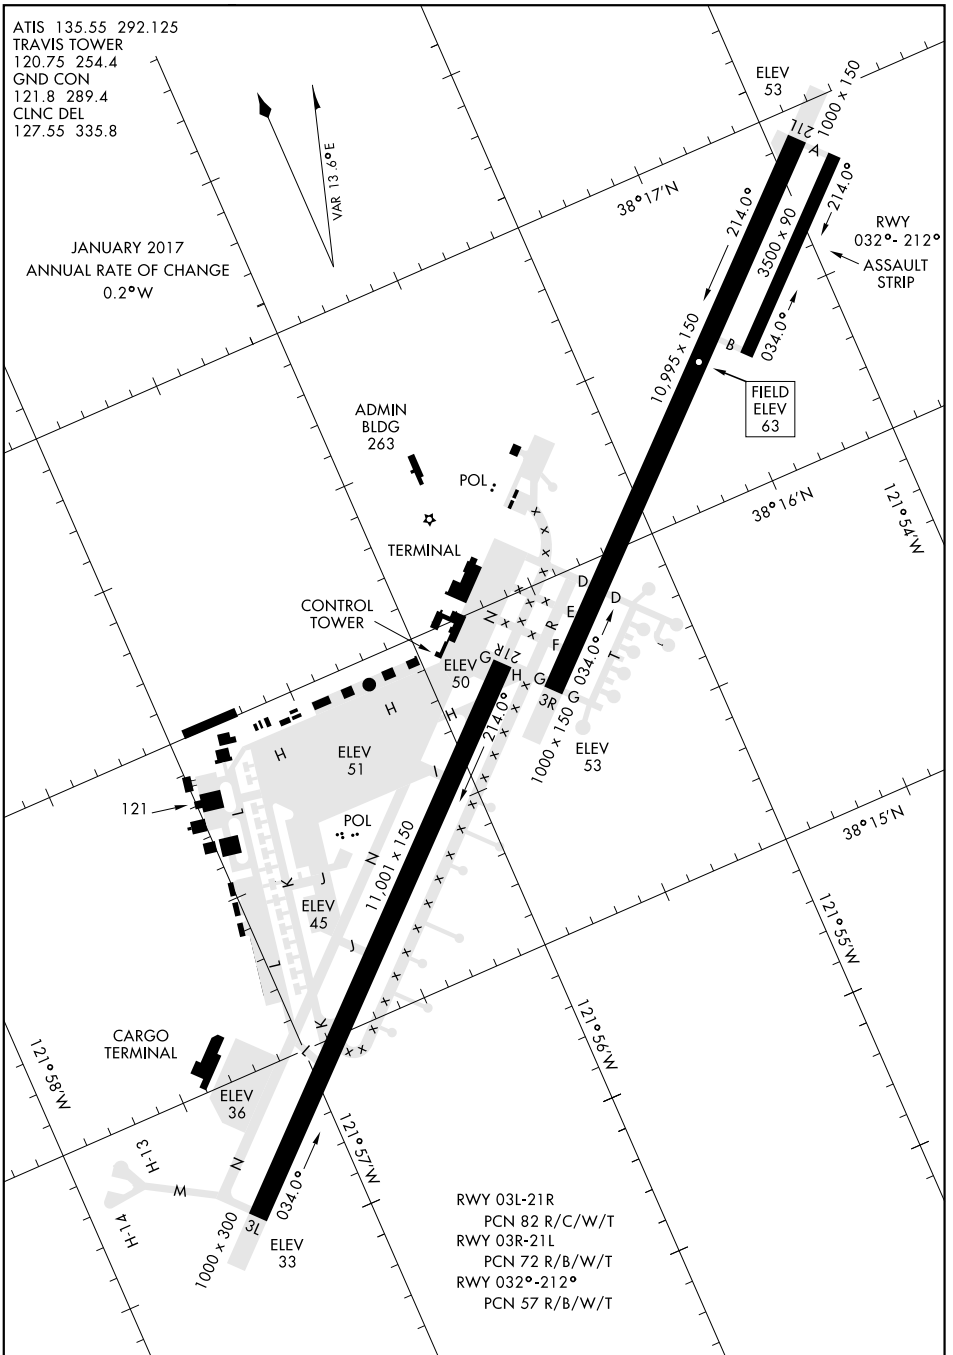 ATIS 135.55 292.125
TRAVIS TOWER
120.75 254.4
GND CON
121.8 289.4
CLNC DEL
127.55 335.8
VAR 13.6°E
JANUARY 2017
ANNUAL RATE OF CHANGE
0.2°W
ELEV
53
1000 x 150
21L
A
38°17'N
214.0°
3500 x 90
214.0°
RWY
032°- 212°
ASSAULT
STRIP
10,995 x 150
B
034.0°
FIELD
ELEV
63
ADMIN
BLDG
263
POL
38°16'N
121°54'W
TERMINAL
CONTROL
TOWER
N
D
D
E
R
F
T
ELEV
50
G
21R
H
G
3R
G
034.0°
1000 x 150
ELEV
53
214.0°
H
H
H
ELEV
51
I
121
L
POL
11,001 x 150
N
38°15'N
K
J
ELEV
45
J
L
K
L
121°55'W
121°56'W
CARGO
TERMINAL
121°58'W
ELEV
36
121°57'W
H-13
H-14
M
N
034.0°
3L
1000 x 300
ELEV
33
RWY 03L-21R
PCN 82 R/C/W/T
RWY 03R-21L
PCN 72 R/B/W/T
RWY 032°-212°
PCN 57 R/B/W/T